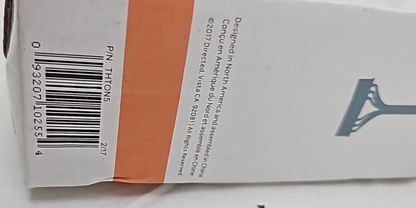 Designed in North America and assembled in China
Conçu en Amérique du Nord et assemblé en Chine
©2017 Directed, Vista CA 92081 | All Rights Reserved
P/N: THTON5
2/17
0 93207 10255 4